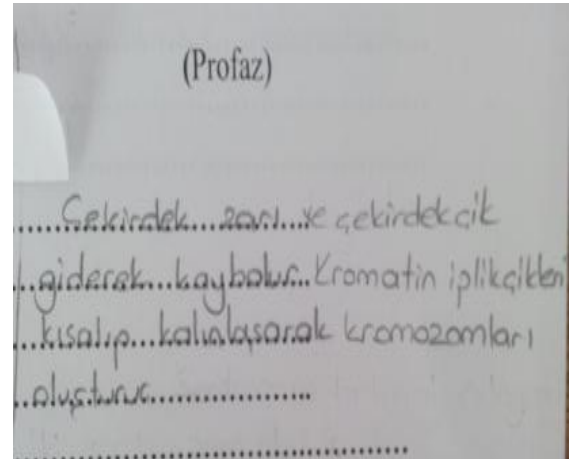 (Profaz)
Çekirdek zarı ve çekirdekçik
giderek kaybolur. Kromatin iplikçikleri
kısalıp kalınlaşarak kromozomları
oluşturur.